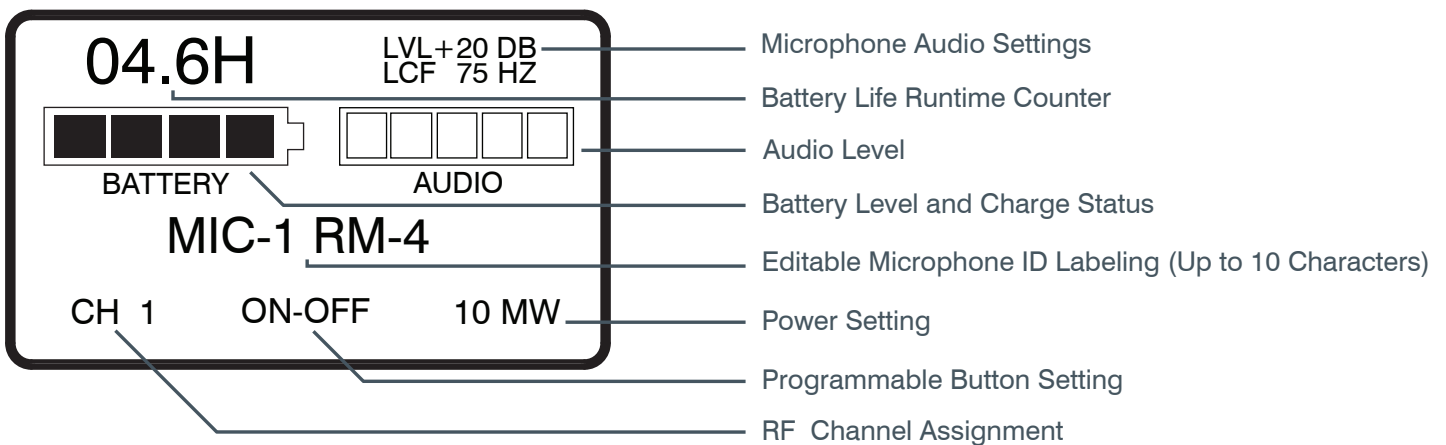 04.6H
LVL+20 DB
LCF 75 HZ
BATTERY
AUDIO
MIC-1 RM-4
CH 1
ON-OFF
10 MW
Microphone Audio Settings
Battery Life Runtime Counter
Audio Level
Battery Level and Charge Status
Editable Microphone ID Labeling (Up to 10 Characters)
Power Setting
Programmable Button Setting
RF Channel Assignment